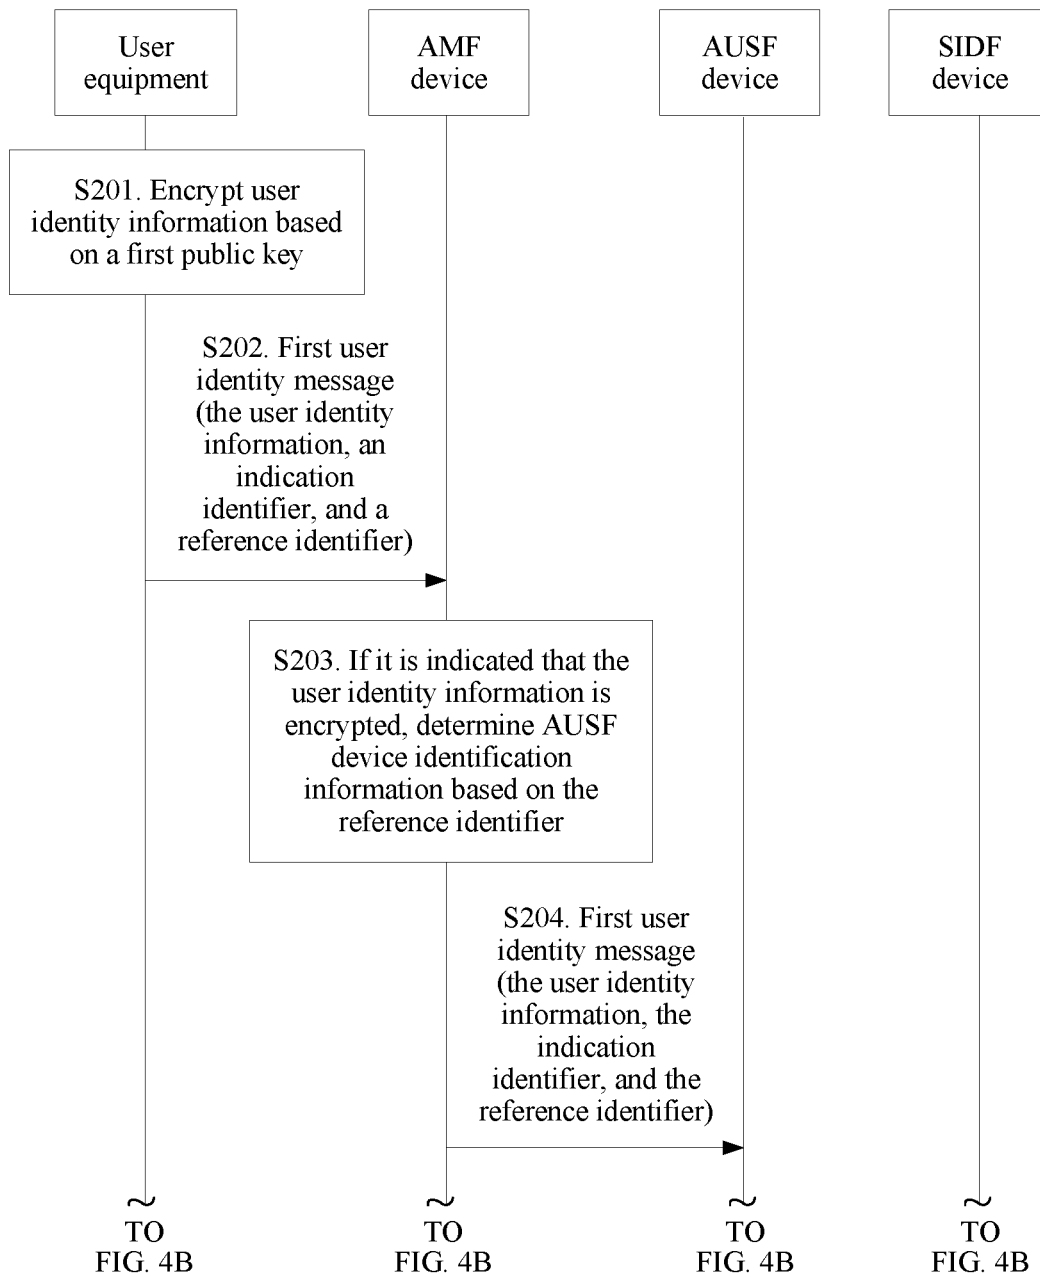 User
equipment
AMF
device
AUSF
device
SIDF
device
S201. Encrypt user
identity information based
on a first public key
S202. First user
identity message
(the user identity
information, an
indication
identifier, and a
reference identifier)
S203. If it is indicated that the
user identity information is
encrypted, determine AUSF
device identification
information based on the
reference identifier
S204. First user
identity message
(the user identity
information, the
indication
identifier, and the
reference identifier)
TO
FIG. 4B
TO
FIG. 4B
TO
FIG. 4B
TO
FIG. 4B